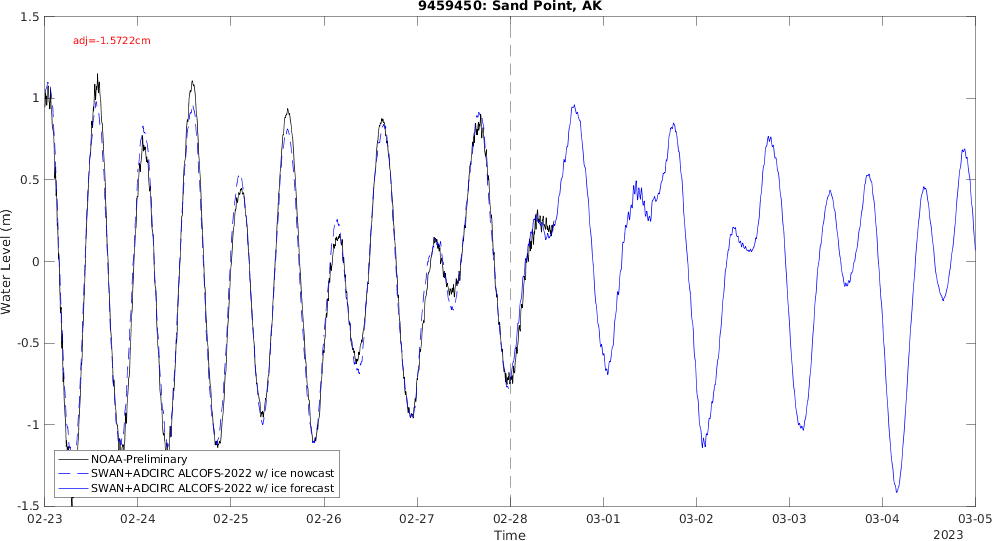 9459450: Sand Point, AK
adj=-1.5722cm
Water Level (m)
1.5
1
0.5
0
-0.5
-1
-1.5
NOAA-Preliminary
SWAN+ADCIRC ALCOFS-2022 w/ ice nowcast
SWAN+ADCIRC ALCOFS-2022 w/ ice forecast
02-23 02-24 02-25 02-26 02-27 02-28 03-01 03-02 03-03 03-04 03-05
Time
2023